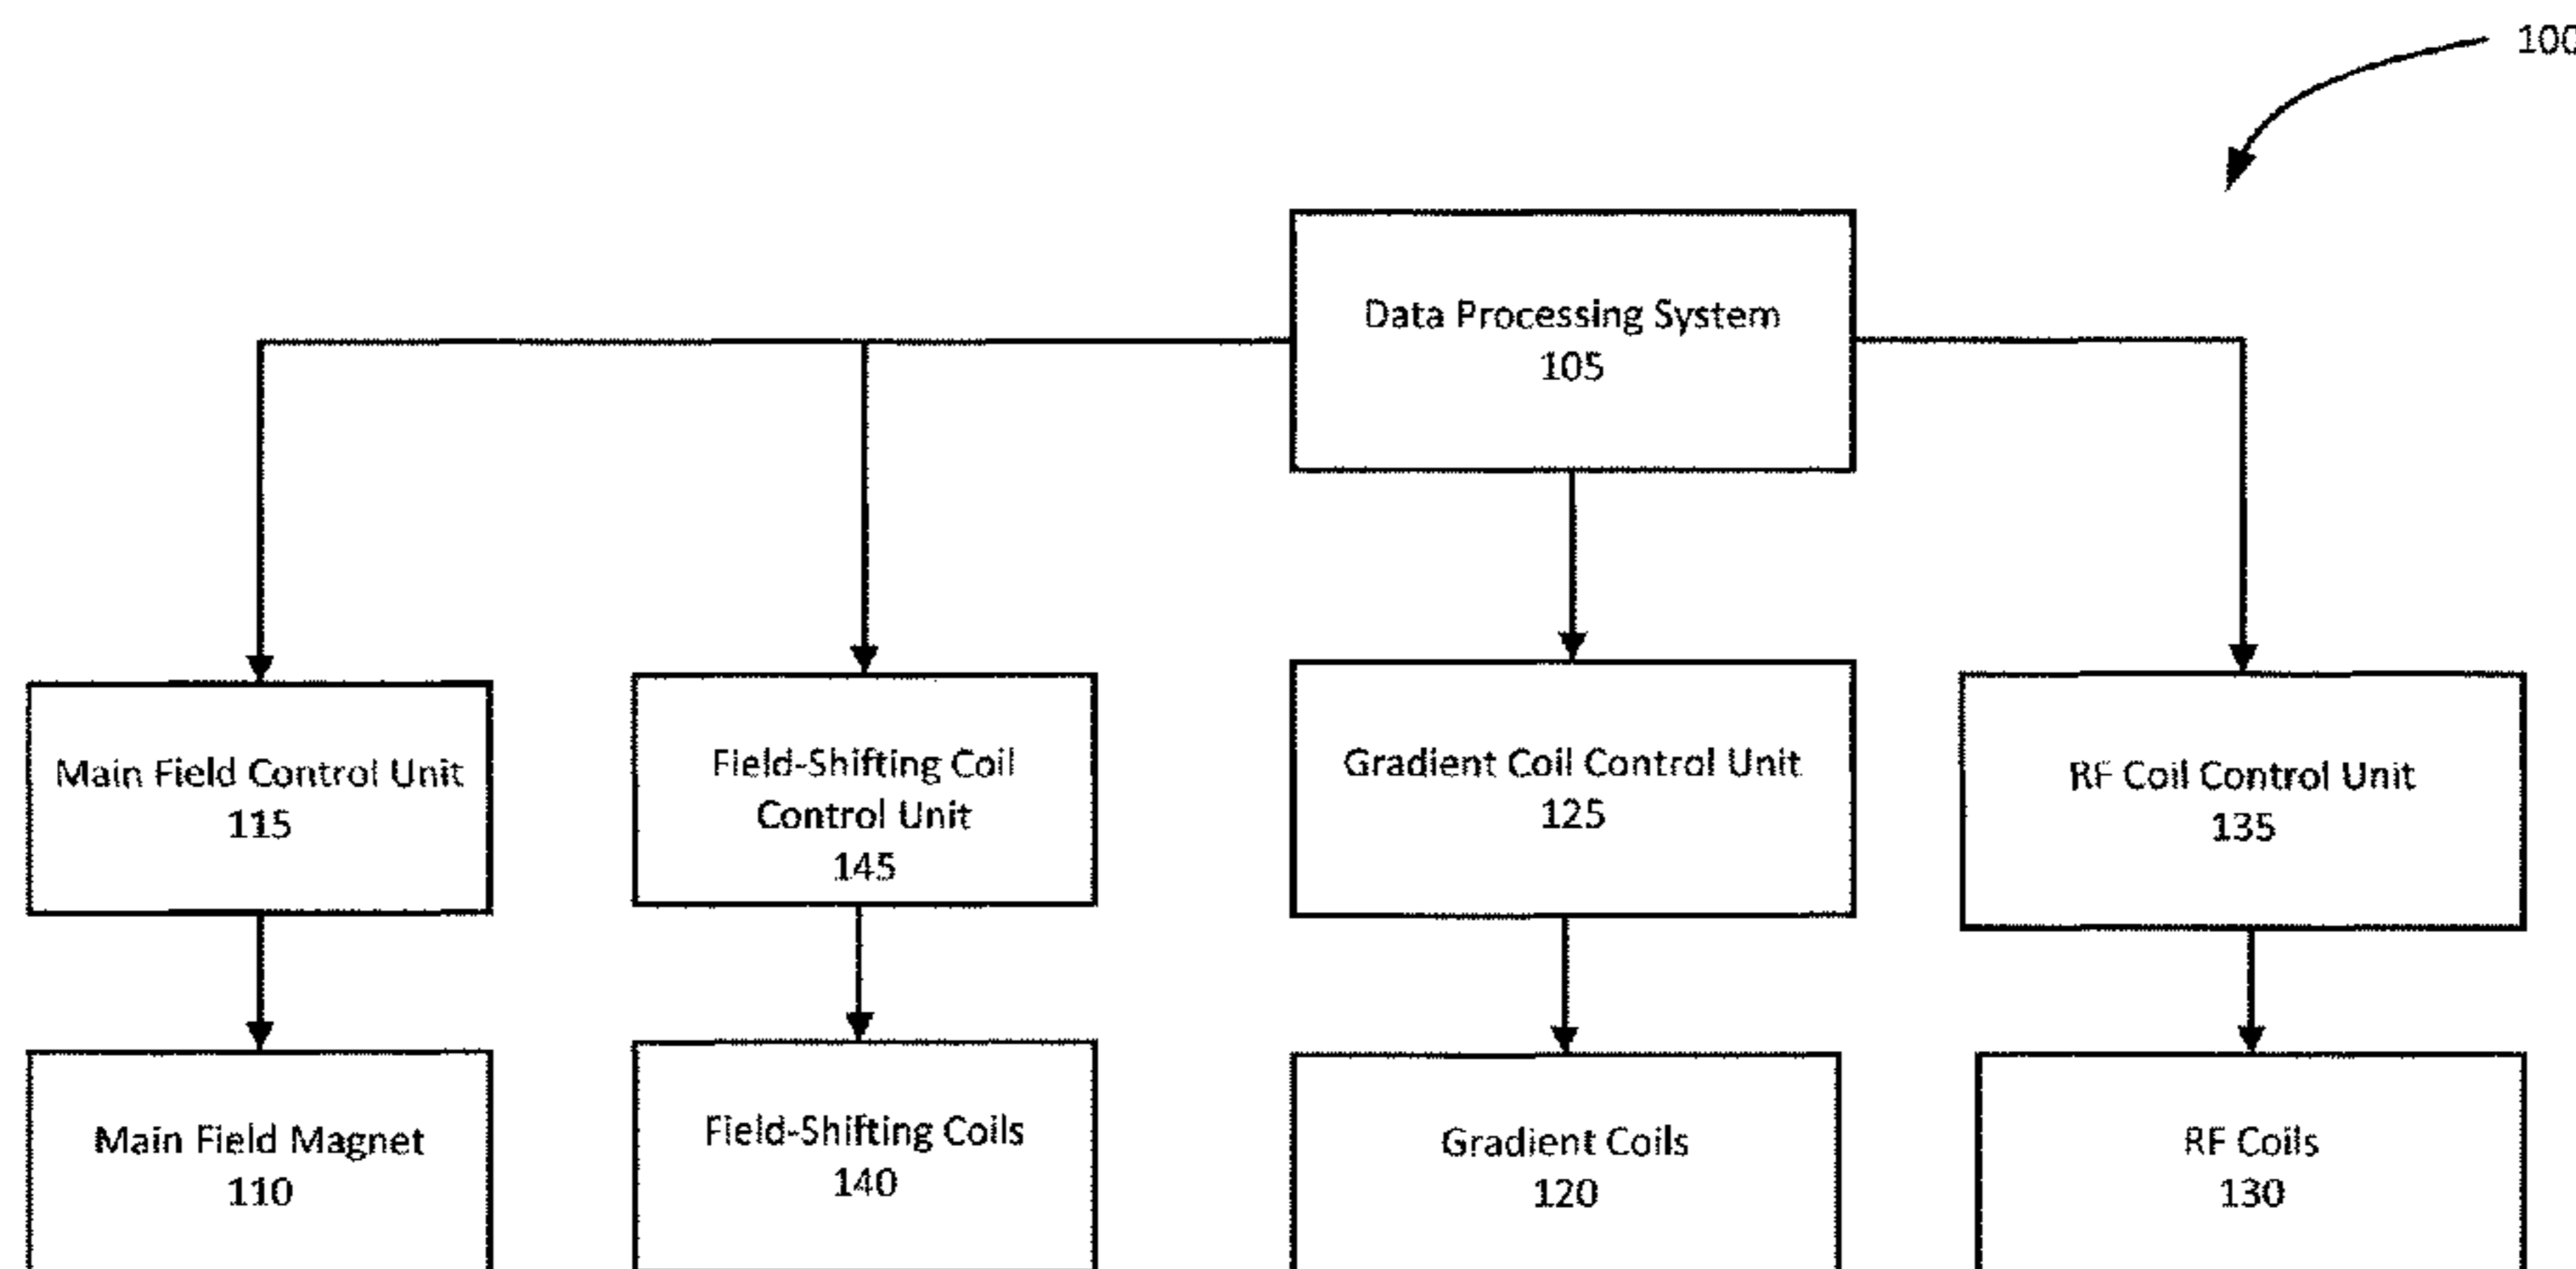 100
Data Processing System
105
Main Field Control Unit
115
Field-Shifting Coil
Control Unit
145
Gradient Coil Control Unit
125
RF Coil Control Unit
135
Main Field Magnet
110
Field-Shifting Coils
140
Gradient Coils
120
RF Coils
130